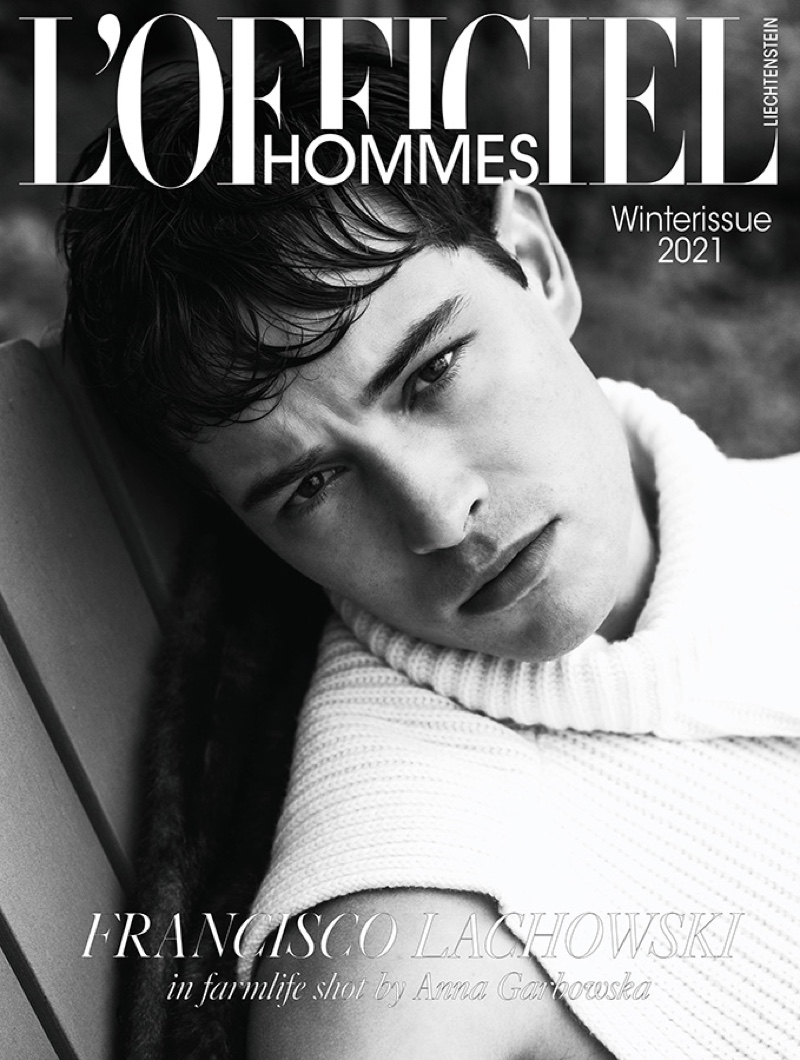 L'OFFICIEL
HOMMES
LIECHTENSTEIN
Winterissue
2021
FRANCISCO LACHOWSKI
in farmlife shot by Anna Garbowska